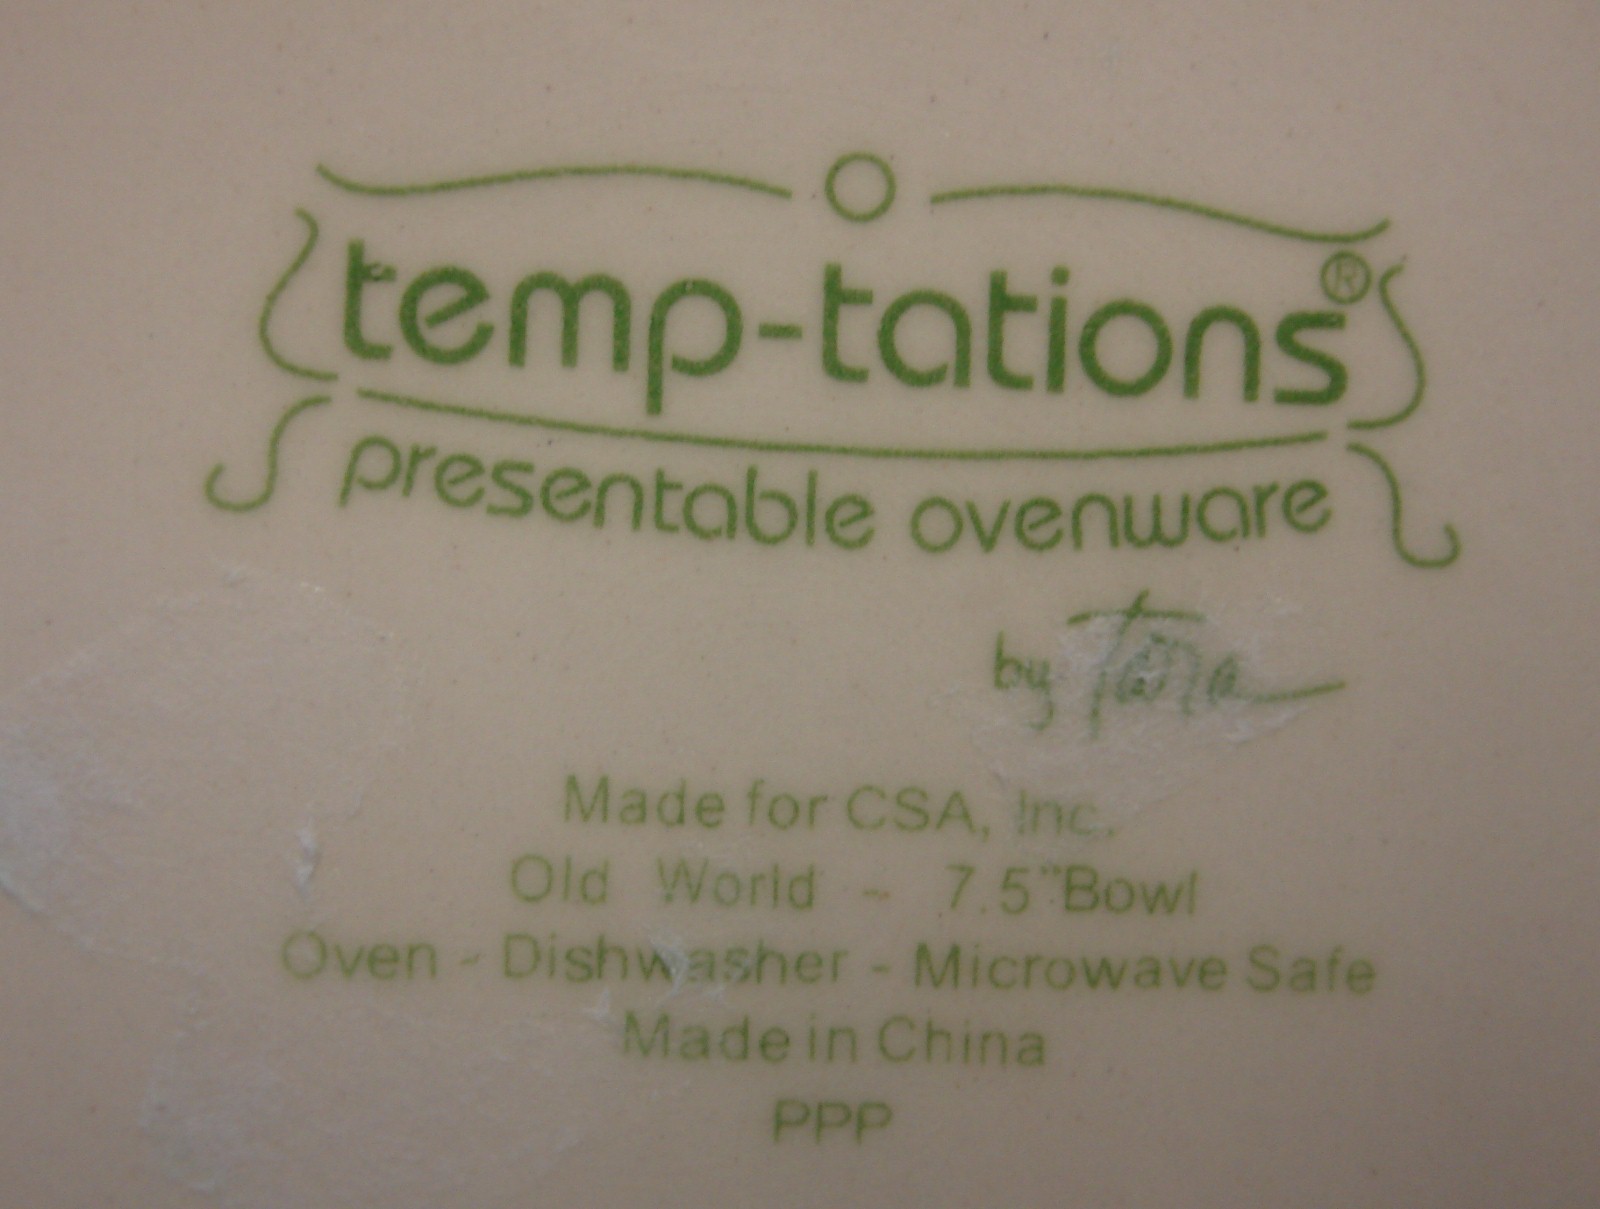 temp-tations®
presentable ovenware
by Tara
Made for CSA, Inc.
Old World - 7.5"Bowl
Oven - Dishwasher - Microwave Safe
Made in China
PPP